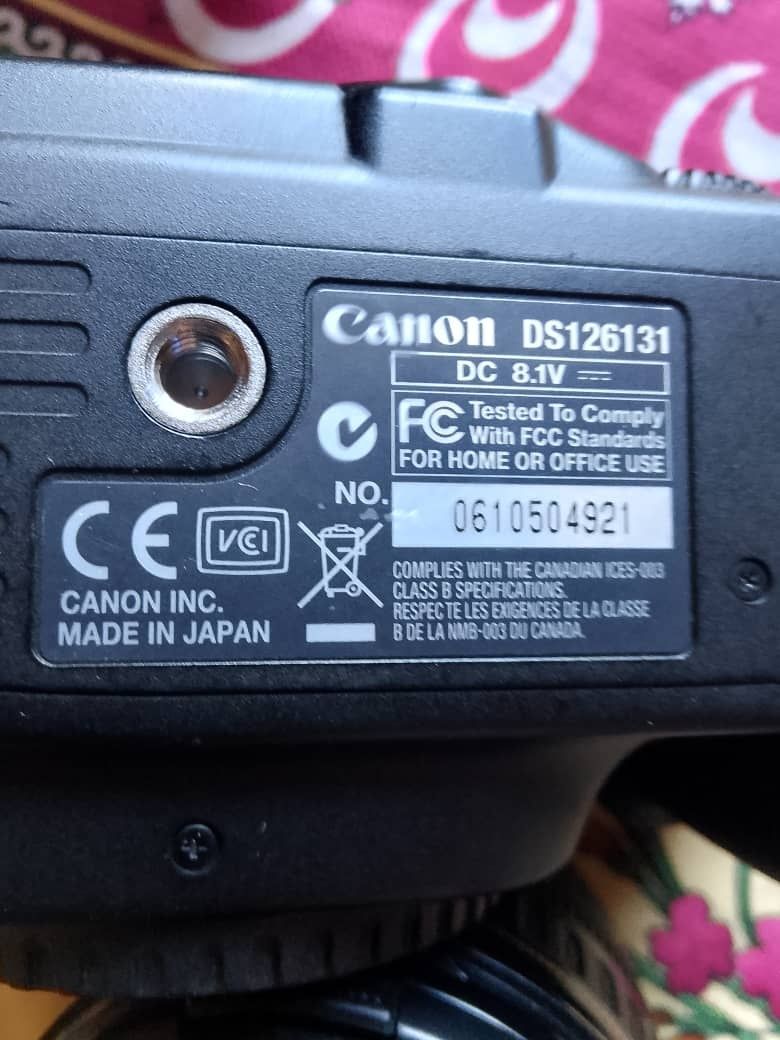 Canon DS126131
DC 8.1V
FC Tested To Comply
With FCC Standards
FOR HOME OR OFFICE USE
NO. 0610504921
CE VCI
COMPLIES WITH THE CANADIAN ICES-003
CLASS B SPECIFICATIONS.
RESPECTE LES EXIGENCES DE LA CLASSE
B DE LA NMB-003 DU CANADA.
CANON INC.
MADE IN JAPAN